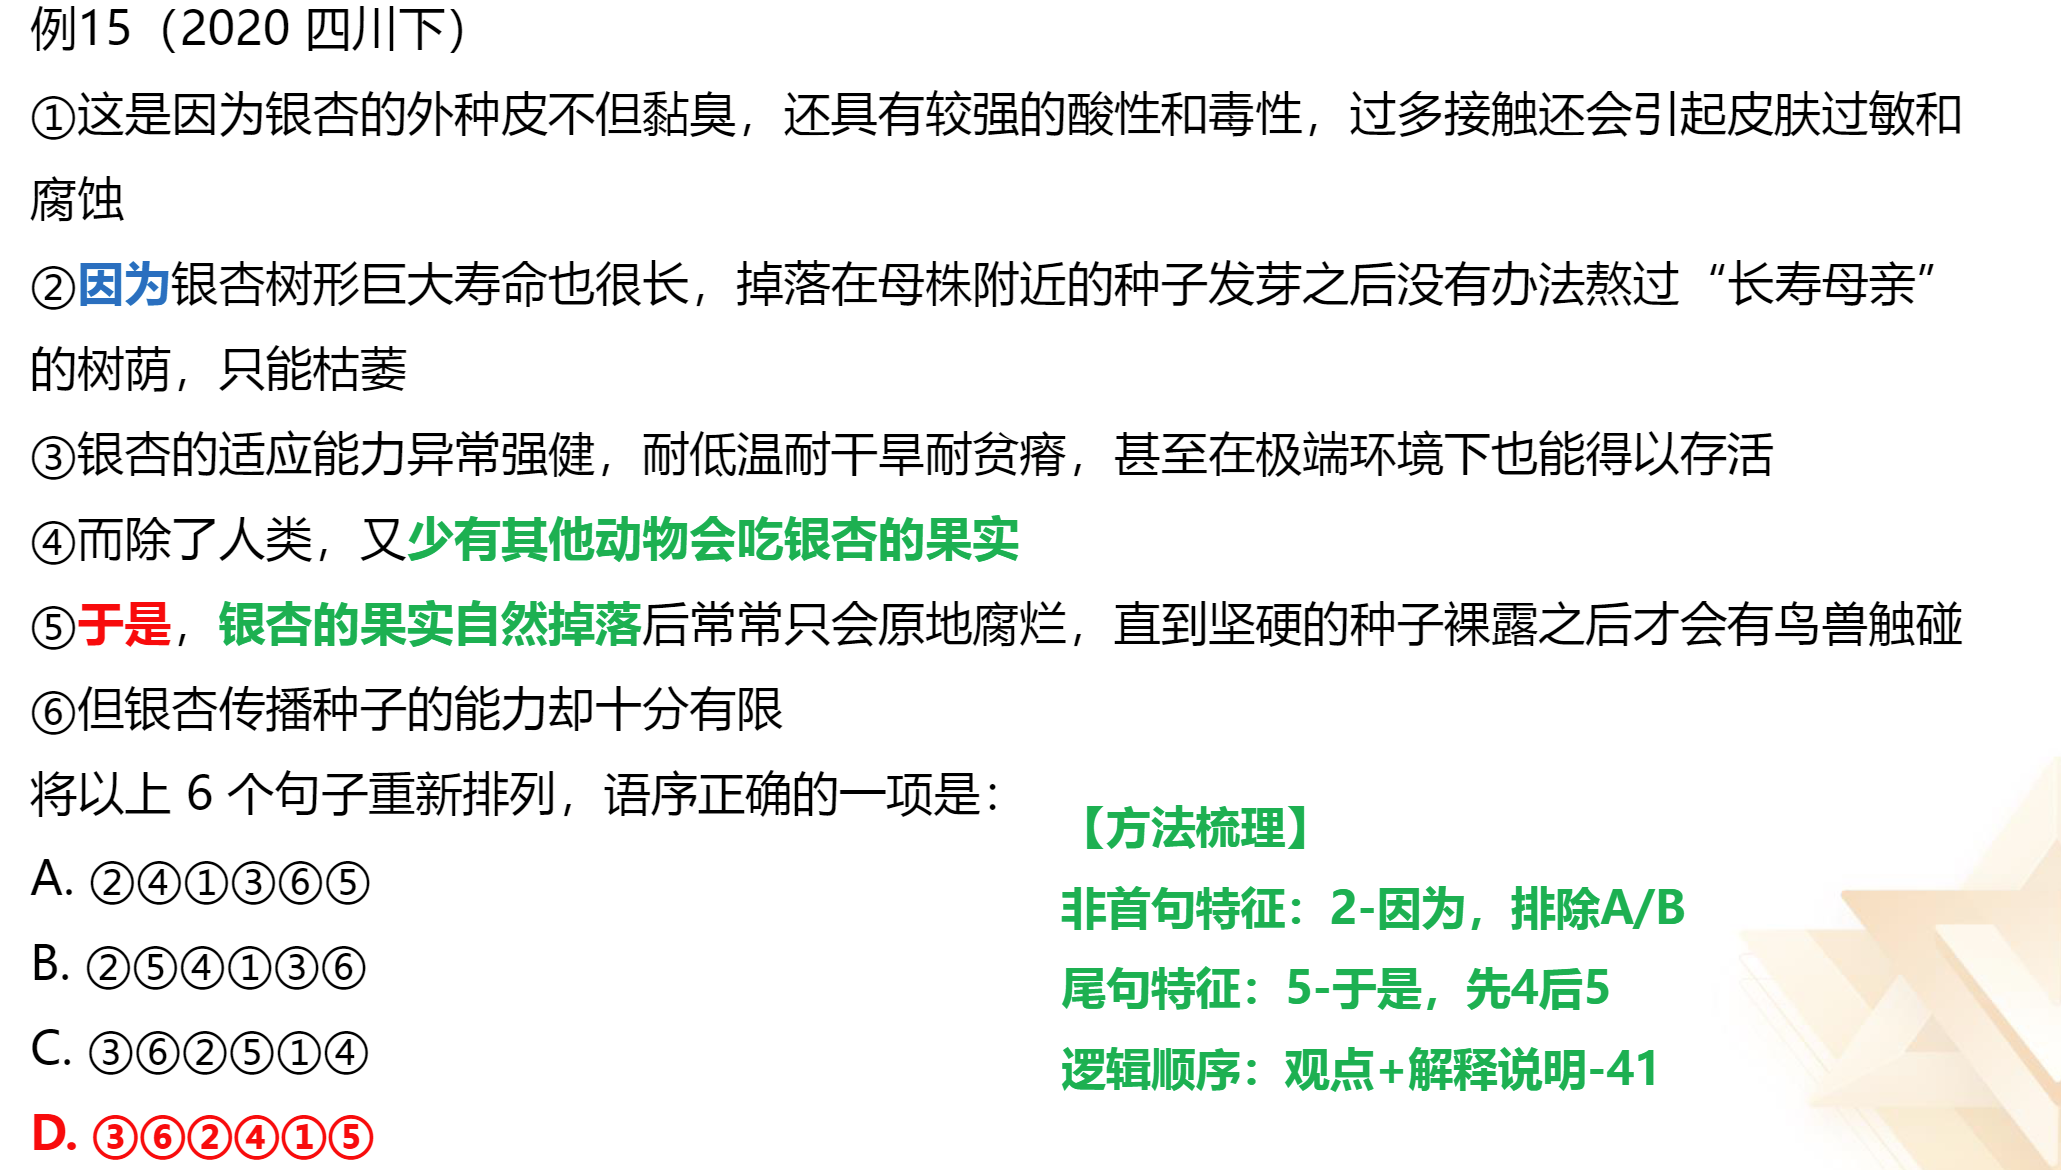 例15（2020 四川下）
①这是因为银杏的外种皮不但黏臭，还具有较强的酸性和毒性，过多接触还会引起皮肤过敏和
腐蚀
②因为银杏树形巨大寿命也很长，掉落在母株附近的种子发芽之后没有办法熬过“长寿母亲”
的树荫，只能枯萎
③银杏的适应能力异常强健，耐低温耐干旱耐贫瘠，甚至在极端环境下也能得以存活
④而除了人类，又少有其他动物会吃银杏的果实
⑤于是，银杏的果实自然掉落后常常只会原地腐烂，直到坚硬的种子裸露之后才会有鸟兽触碰
⑥但银杏传播种子的能力却十分有限
将以上 6 个句子重新排列，语序正确的一项是：
A. ②④①③⑥⑤
B. ②⑤④①③⑥
C. ③⑥②⑤①④
D. ③⑥②④①⑤
【方法梳理】
非首句特征：2-因为，排除A/B
尾句特征：5-于是，先4后5
逻辑顺序：观点+解释说明-41